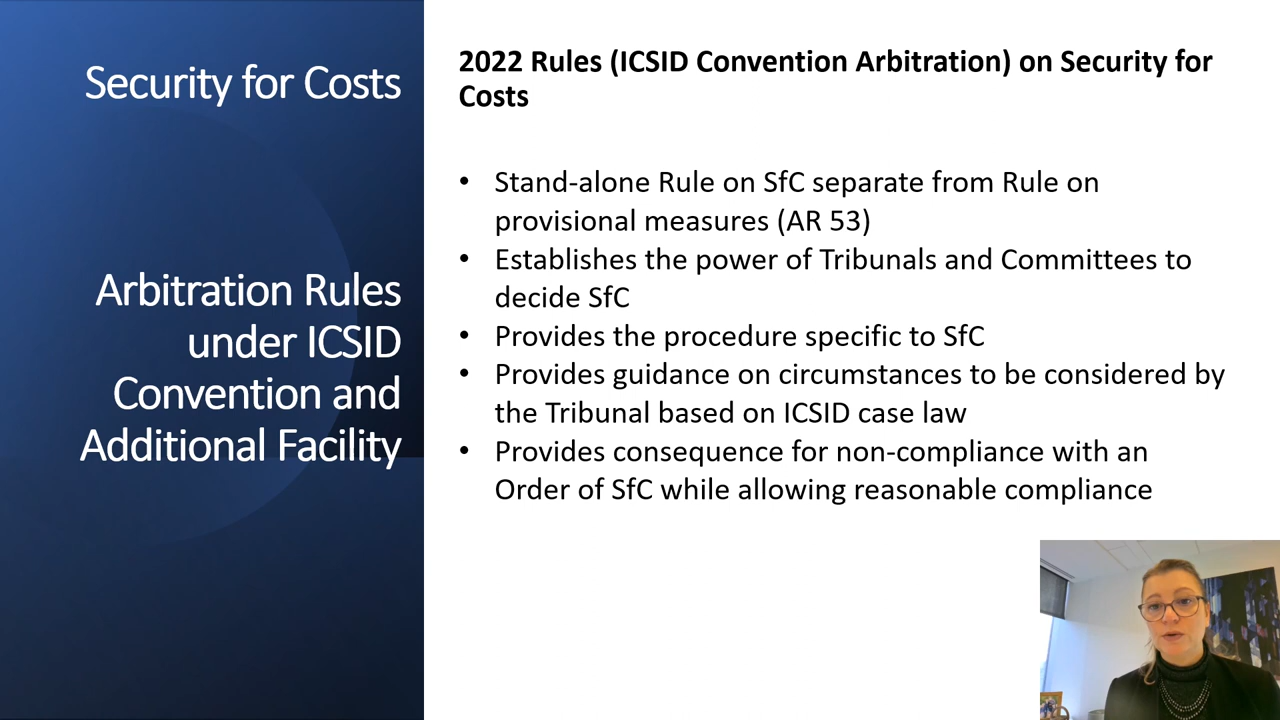 Security for Costs
Arbitration Rules
under ICSID
Convention and
Additional Facility
2022 Rules (ICSID Convention Arbitration) on Security for
Costs
• Stand-alone Rule on SfC separate from Rule on
provisional measures (AR 53)
• Establishes the power of Tribunals and Committees to
decide SfC
• Provides the procedure specific to SfC
• Provides guidance on circumstances to be considered by
the Tribunal based on ICSID case law
• Provides consequence for non-compliance with an
Order of SfC while allowing reasonable compliance